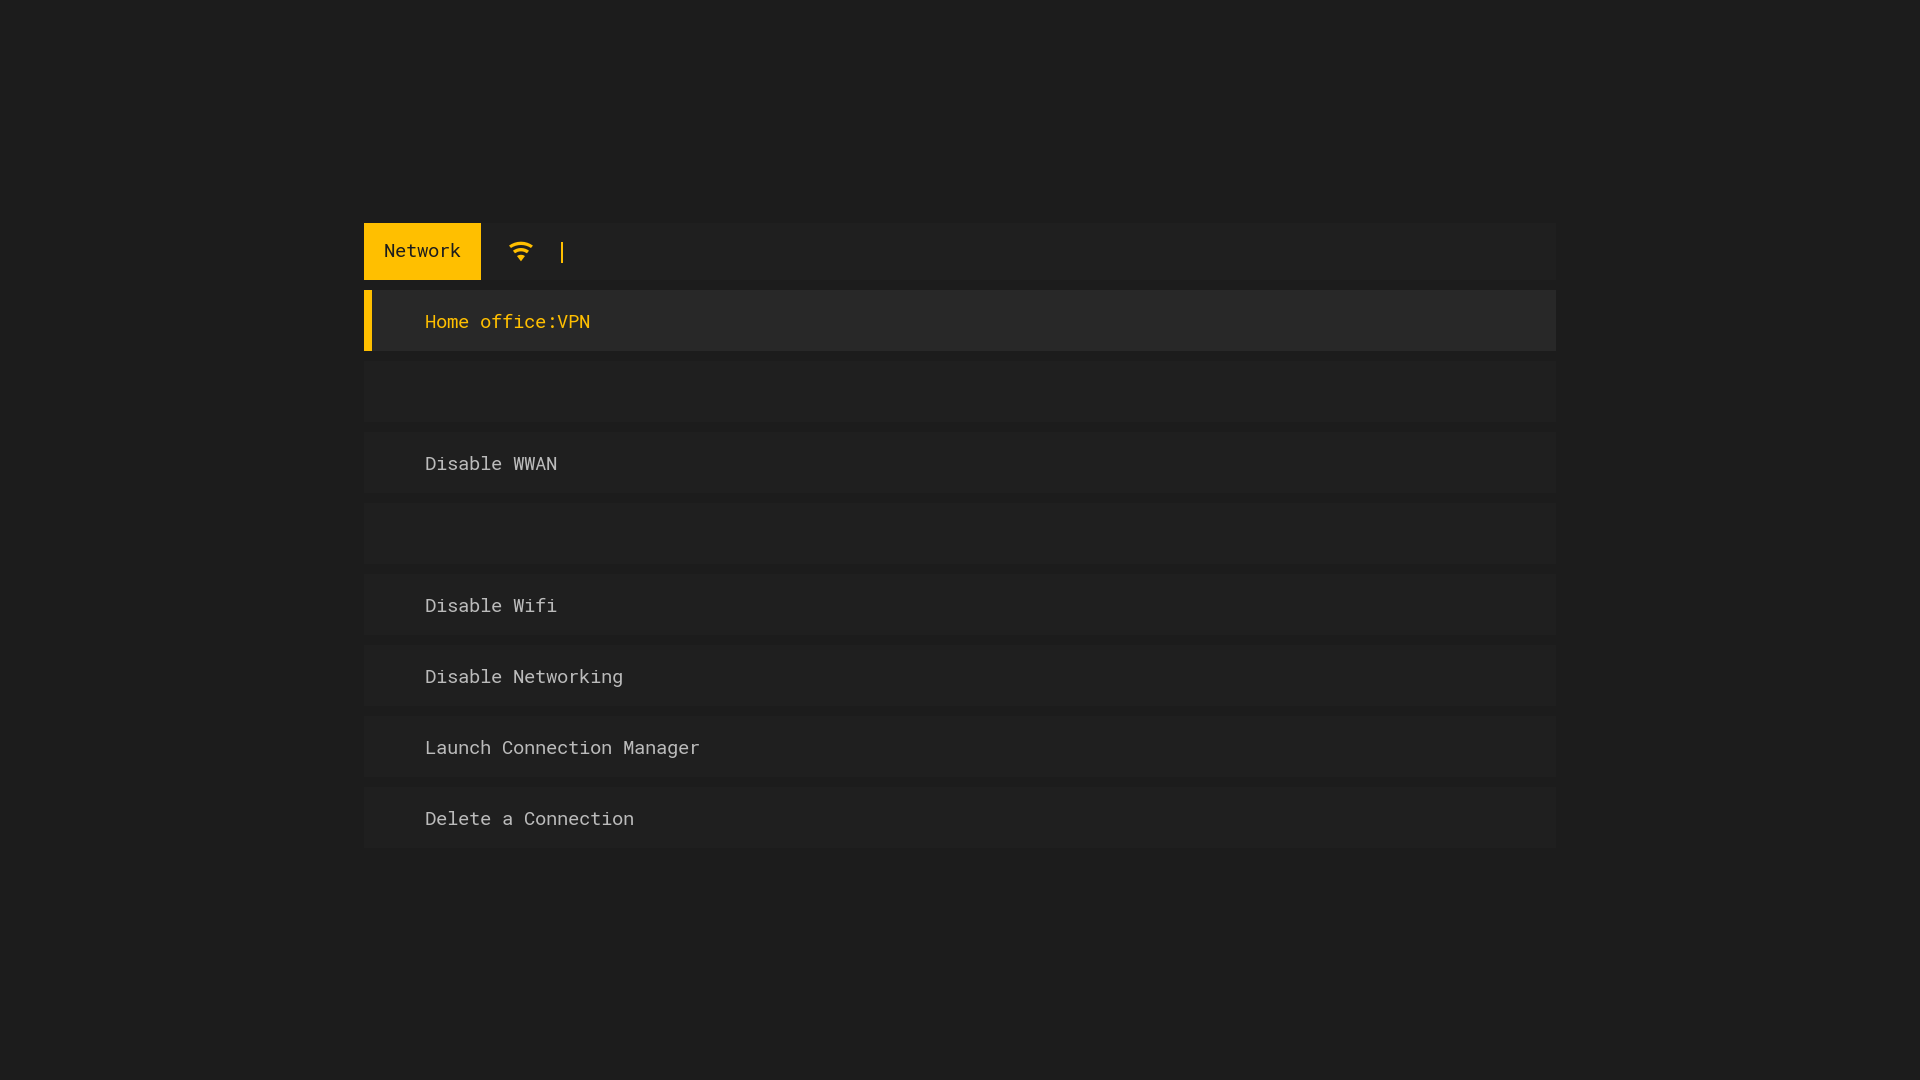 Network
Home office:VPN
Disable WWAN
Disable Wifi
Disable Networking
Launch Connection Manager
Delete a Connection